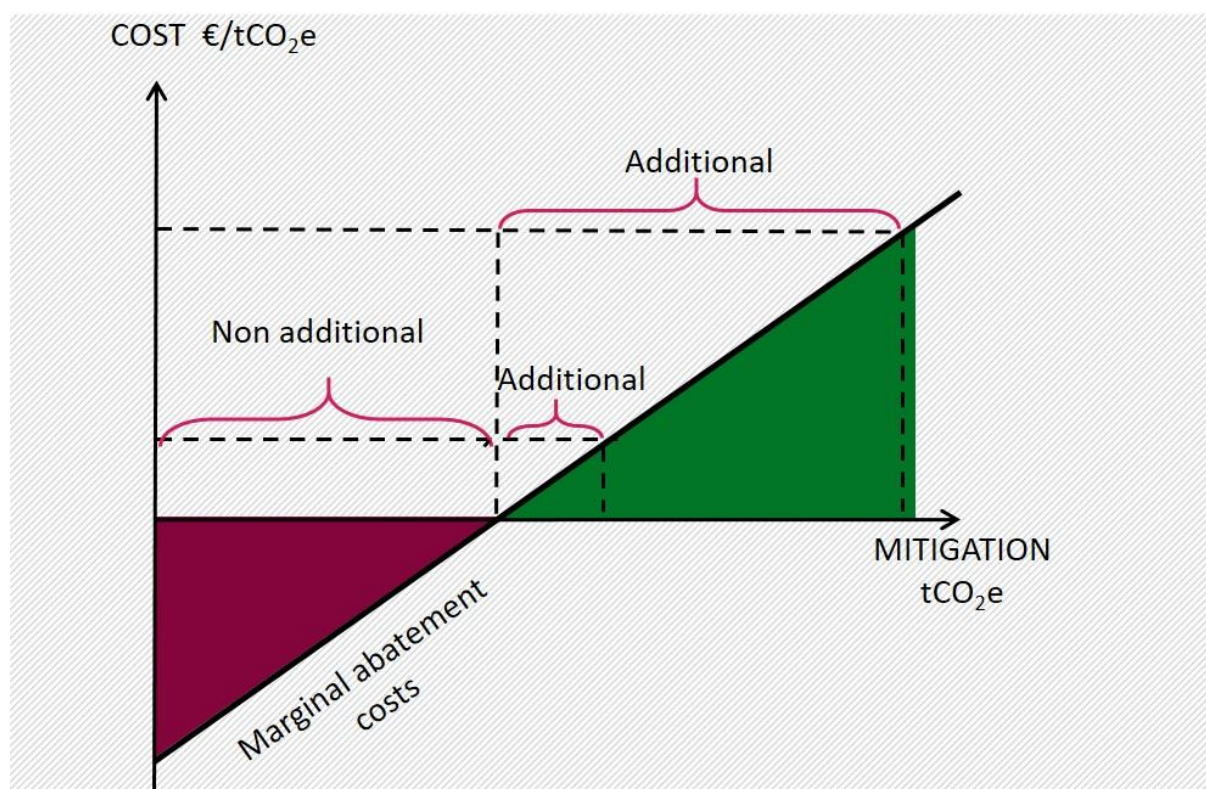 COST €/tCO₂e
Additional
Non additional
Additional
MITIGATION
tCO₂e
Marginal abatement
costs